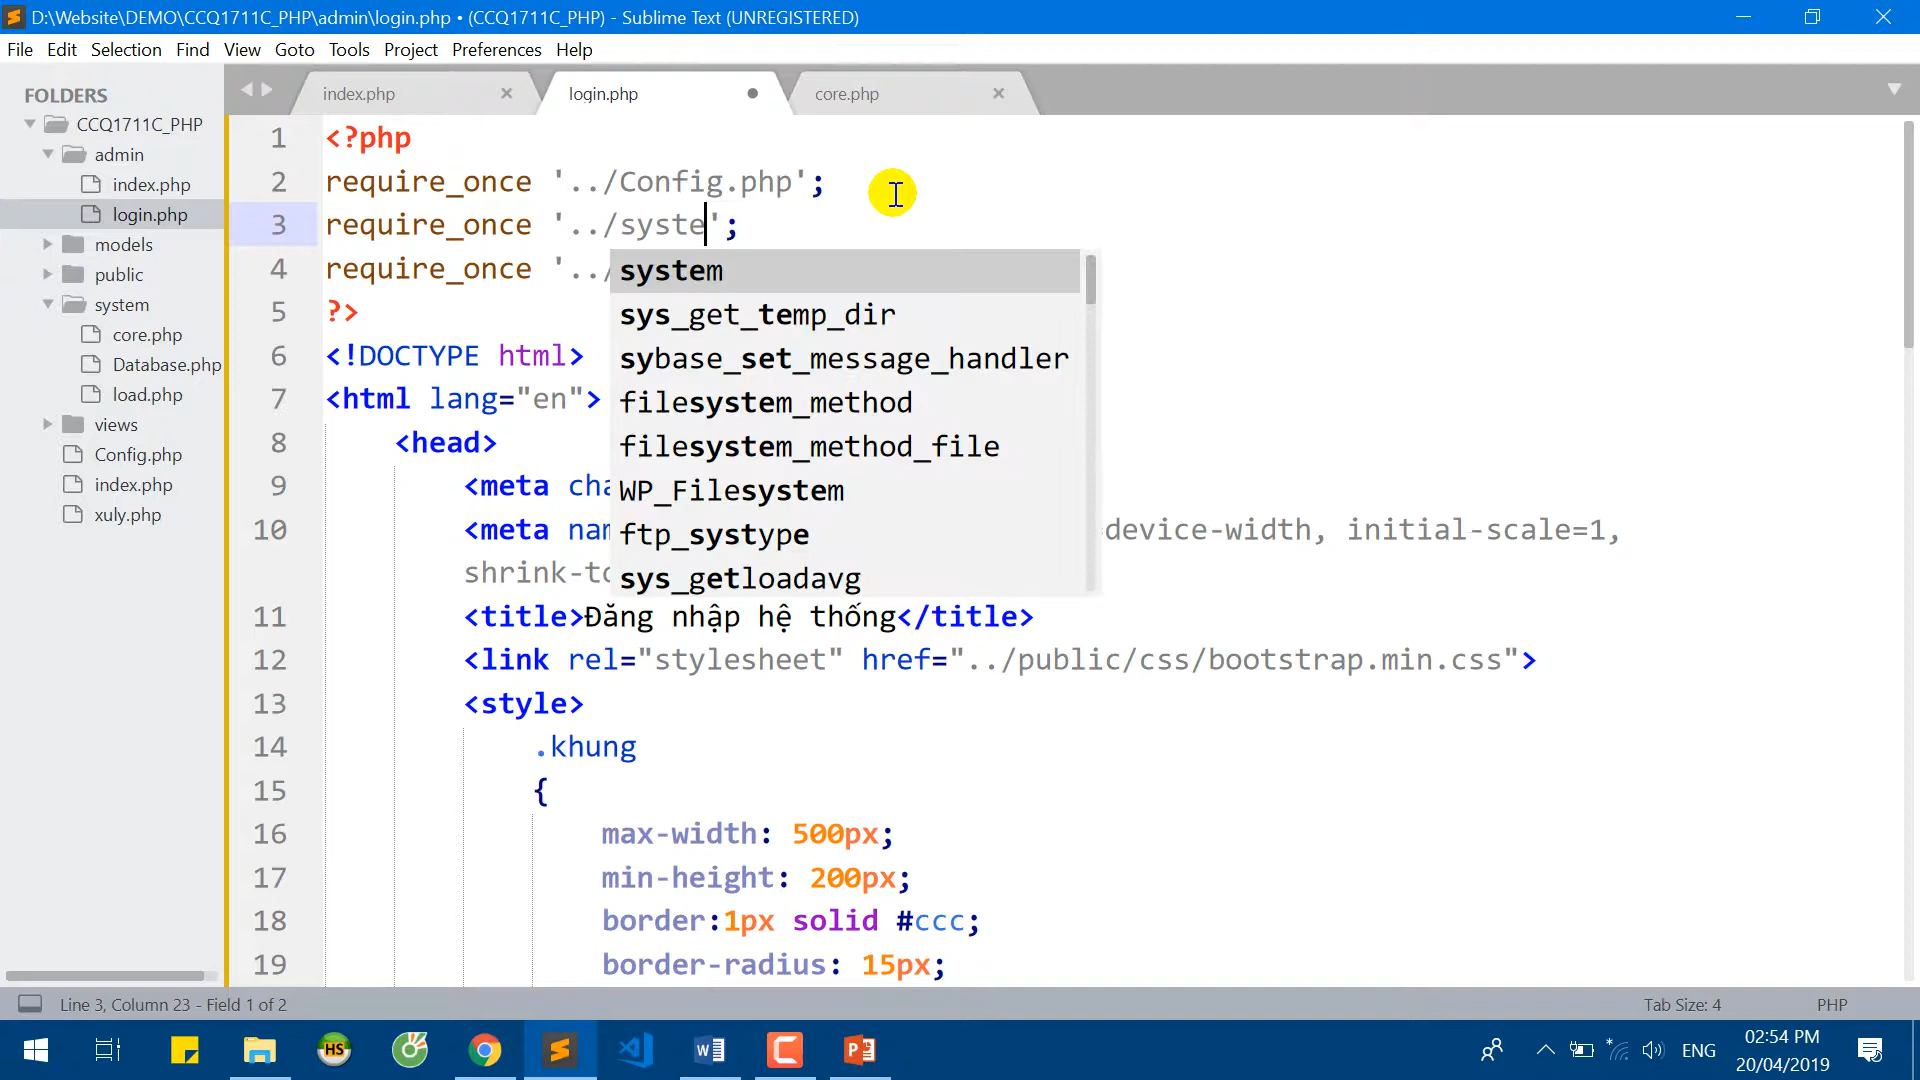 D:\Website\DEMO\CCQ1711C_PHP\admin\login.php • (CCQ1711C_PHP) - Sublime Text (UNREGISTERED)
File Edit Selection Find View Goto Tools Project Preferences Help
FOLDERS
CCQ1711C_PHP
admin
index.php
login.php
models
public
system
core.php
Database.php
load.php
views
Config.php
index.php
xuly.php
index.php × login.php • core.php ×
1 <?php
2 require_once '../Config.php';
3 require_once '../syste';
4 require_once '../
5 ?>
6 <!DOCTYPE html>
7 <html lang="en">
8 <head>
9 <meta cha
10 <meta nam device-width, initial-scale=1,
shrink-to
11 <title>Đăng nhập hệ thống</title>
12 <link rel="stylesheet" href="../public/css/bootstrap.min.css">
13 <style>
14 .khung
15 {
16 max-width: 500px;
17 min-height: 200px;
18 border:1px solid #ccc;
19 border-radius: 15px;
system
sys_get_temp_dir
sybase_set_message_handler
filesystem_method
filesystem_method_file
WP_Filesystem
ftp_systype
sys_getloadavg
Line 3, Column 23 - Field 1 of 2 Tab Size: 4 PHP
HS
ENG
02:54 PM
20/04/2019